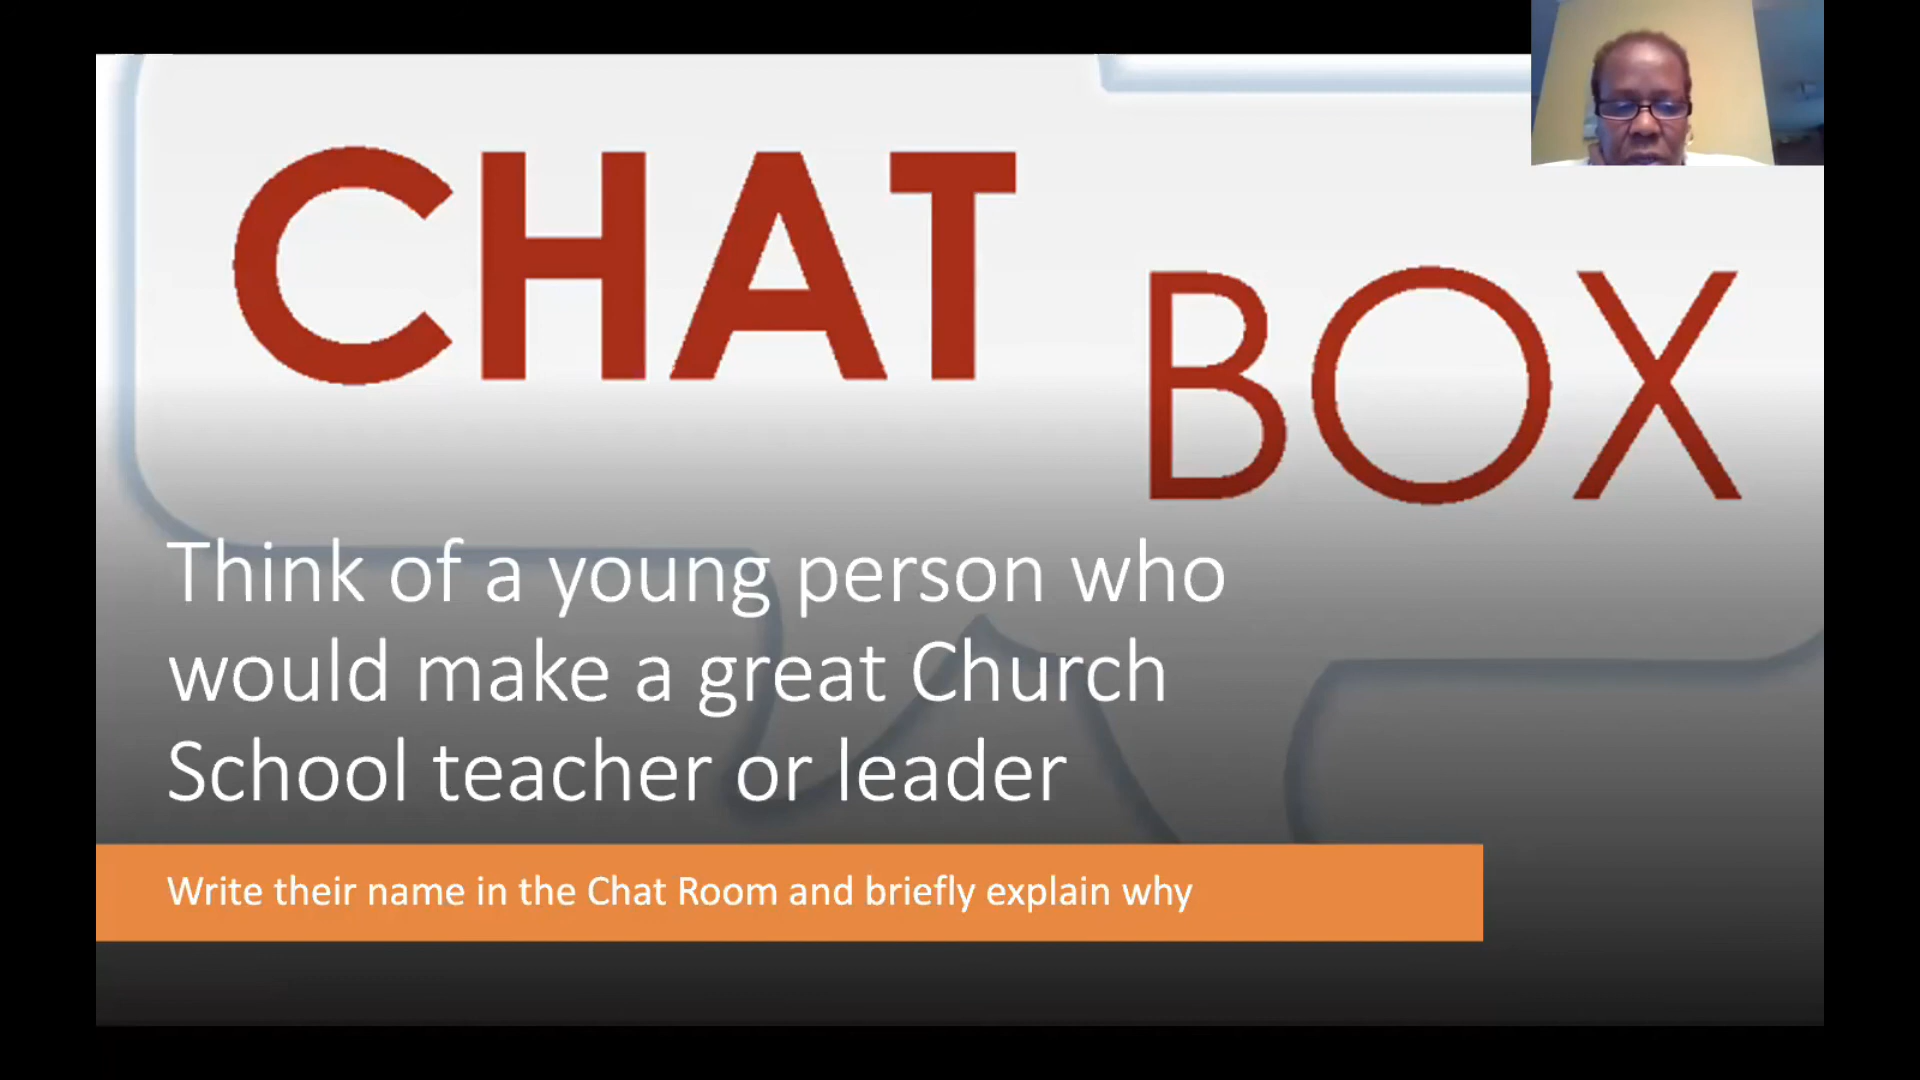 CHAT
BOX
Think of a young person who
would make a great Church
School teacher or leader
Write their name in the Chat Room and briefly explain why